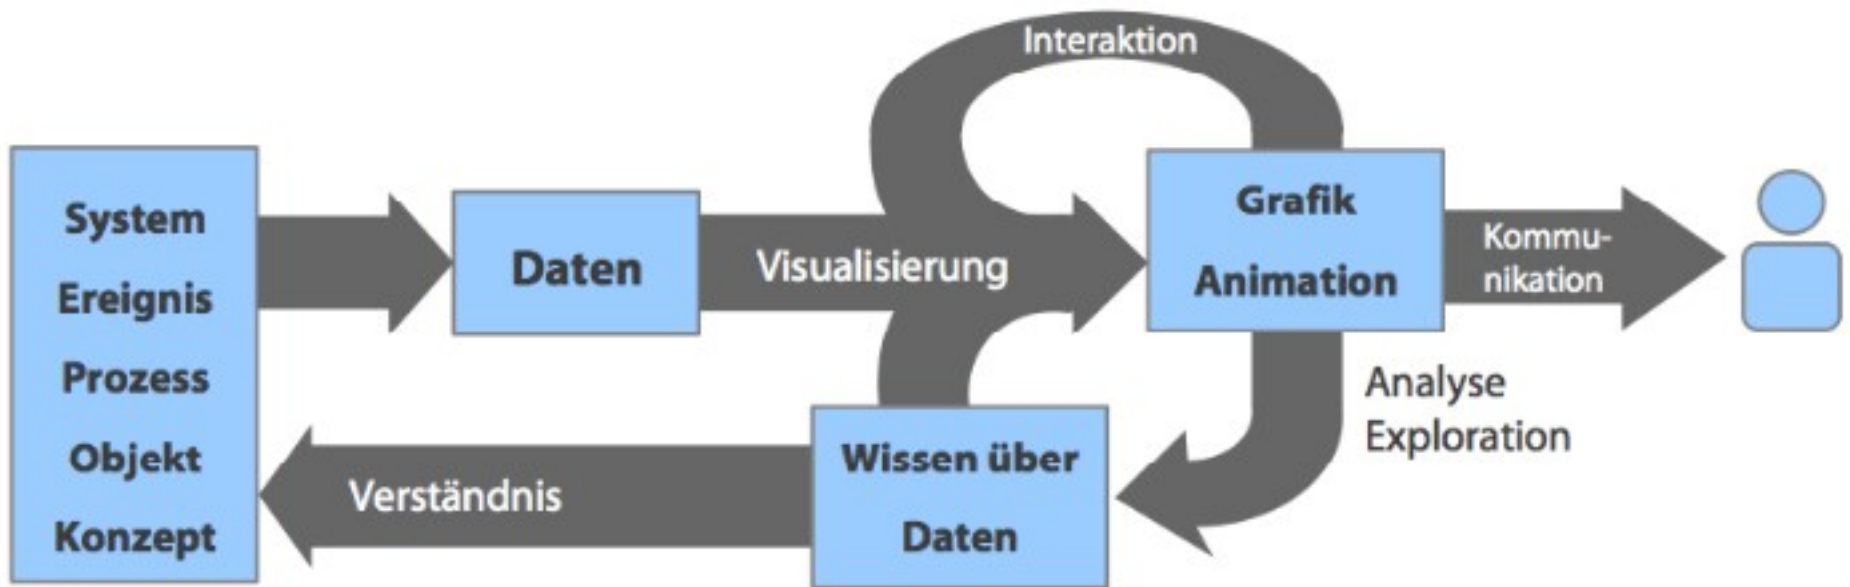 Interaktion
System
Ereignis
Prozess
Objekt
Konzept
Daten
Visualisierung
Grafik
Animation
Kommu-
nikation
Analyse
Exploration
Wissen über
Daten
Verständnis